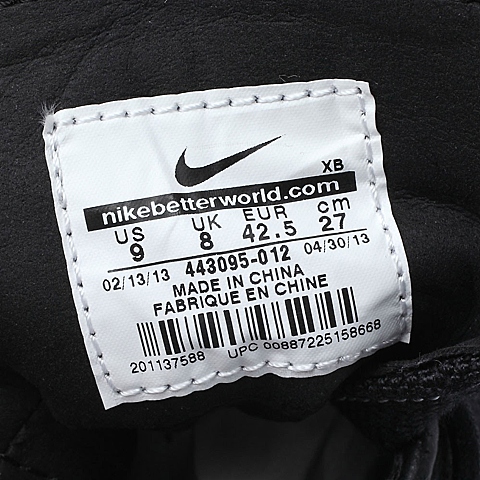 XB
nikebetterworld.com
US UK EUR cm
9 8 42.5 27
02/13/13 443095-012 04/30/13
MADE IN CHINA
FABRIQUE EN CHINE
201137588 UPC 00887225158668